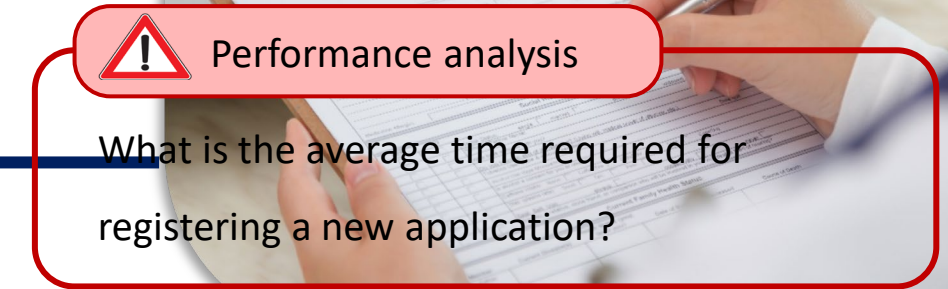 Performance analysis
What is the average time required for
registering a new application?